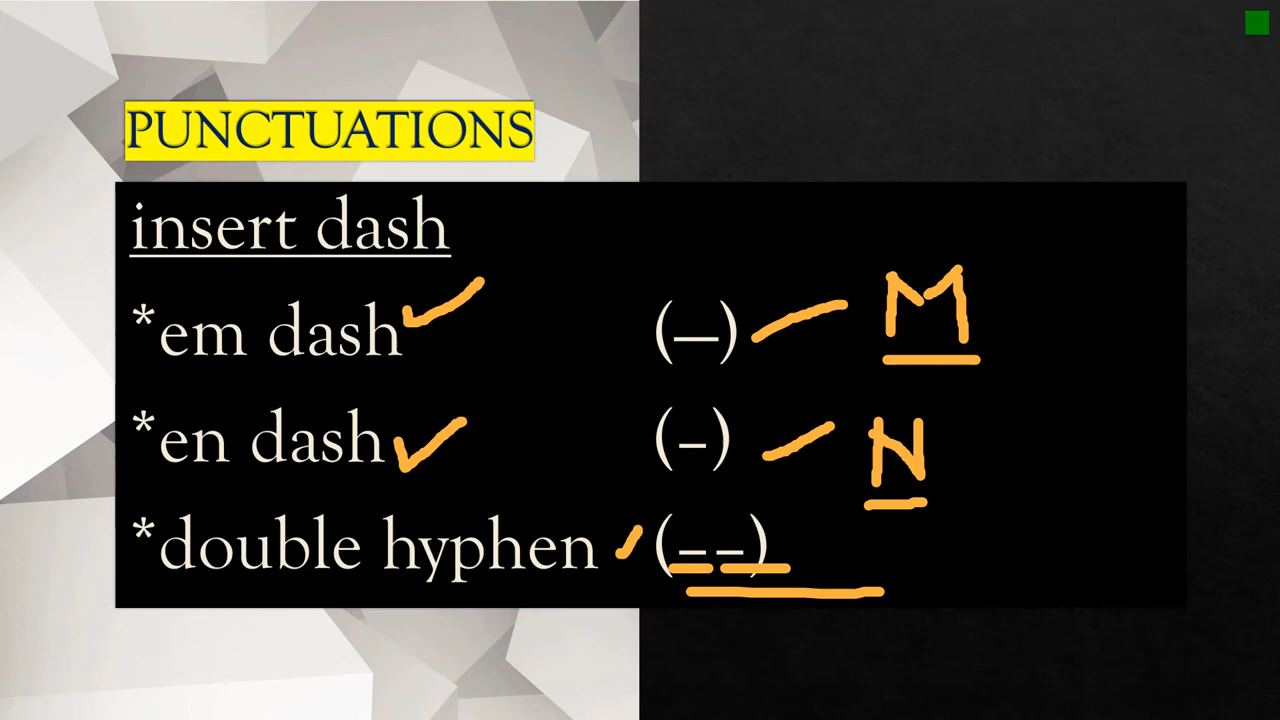 PUNCTUATIONS
insert dash
*em dash (—) M
*en dash (–) N
*double hyphen (– –)